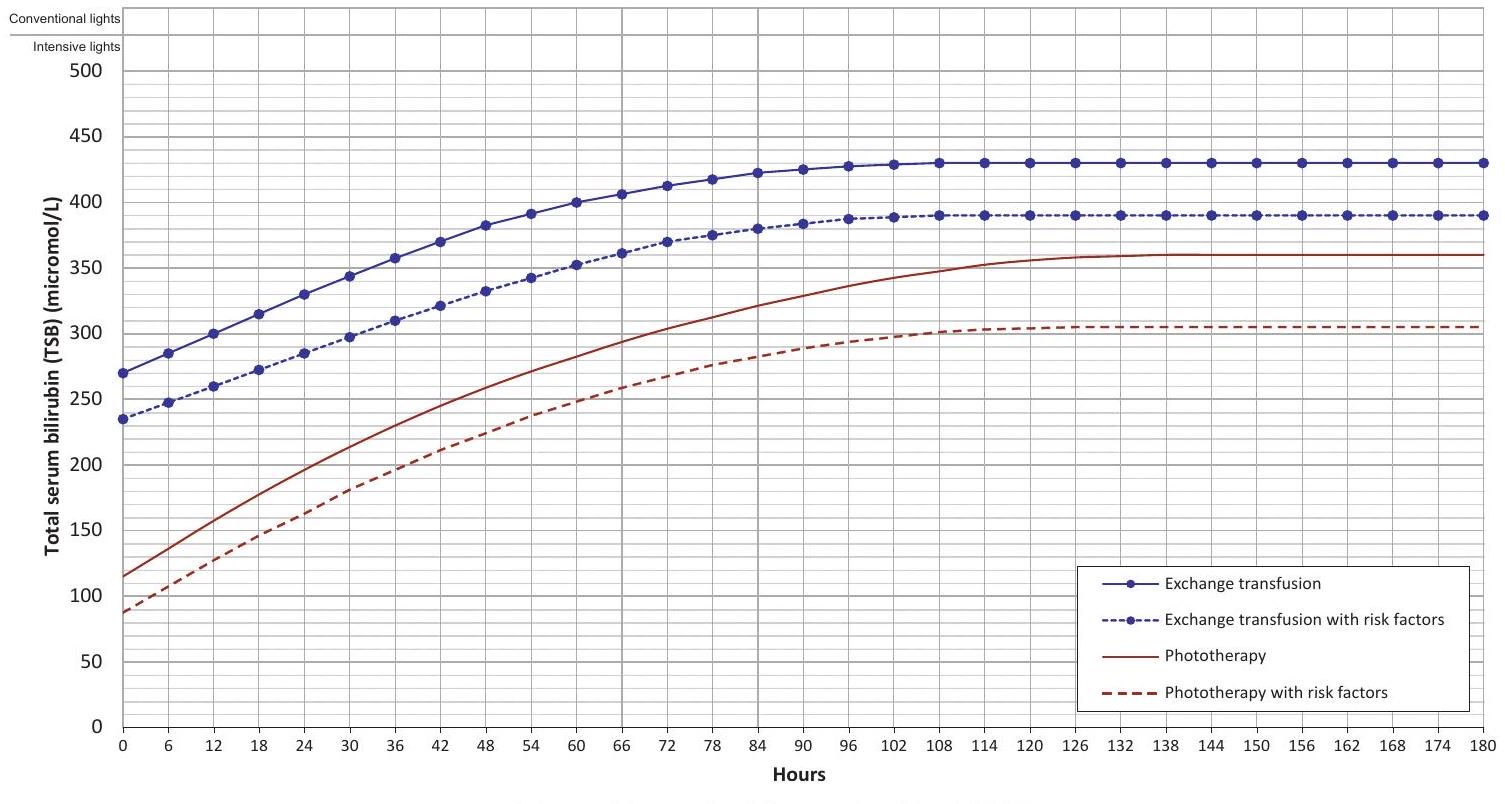 Conventional lights
Intensive lights
500
450
400
350
300
250
200
150
100
50
0
Total serum bilirubin (TSB) (micromol/L)
0 6 12 18 24 30 36 42 48 54 60 66 72 78 84 90 96 102 108 114 120 126 132 138 144 150 156 162 168 174 180
Hours
Exchange transfusion
Exchange transfusion with risk factors
Phototherapy
Phototherapy with risk factors